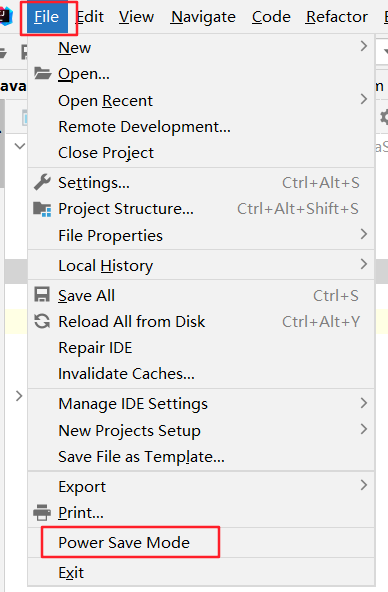 File Edit View Navigate Code Refactor
New
Open...
Open Recent
Remote Development...
Close Project
Settings... Ctrl+Alt+S
Project Structure... Ctrl+Alt+Shift+S
File Properties
Local History
Save All Ctrl+S
Reload All from Disk Ctrl+Alt+Y
Repair IDE
Invalidate Caches...
Manage IDE Settings
New Projects Setup
Save File as Template...
Export
Print...
Power Save Mode
Exit